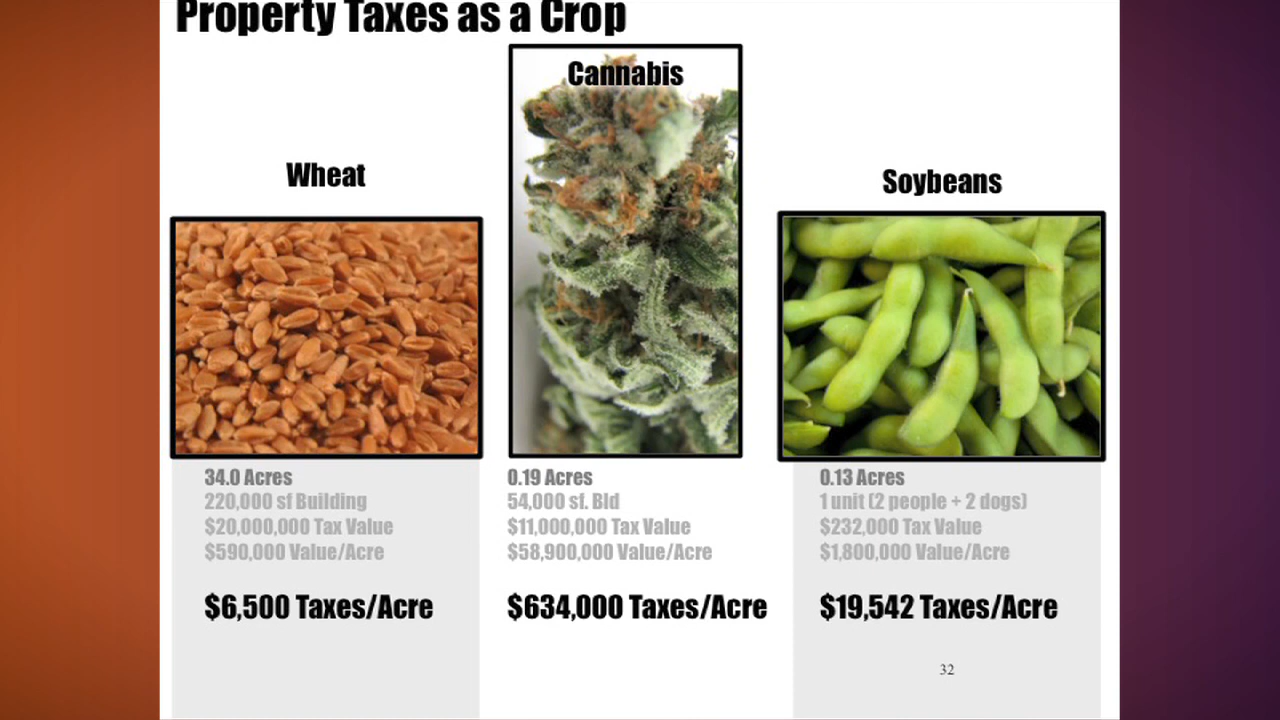 Property Taxes as a Crop
Cannabis
Wheat
Soybeans
34.0 Acres
220,000 sf Building
$20,000,000 Tax Value
$590,000 Value/Acre
$6,500 Taxes/Acre
0.19 Acres
54,000 sf. Bld
$11,000,000 Tax Value
$58,900,000 Value/Acre
$634,000 Taxes/Acre
0.13 Acres
1 unit (2 people + 2 dogs)
$232,000 Tax Value
$1,800,000 Value/Acre
$19,542 Taxes/Acre
32